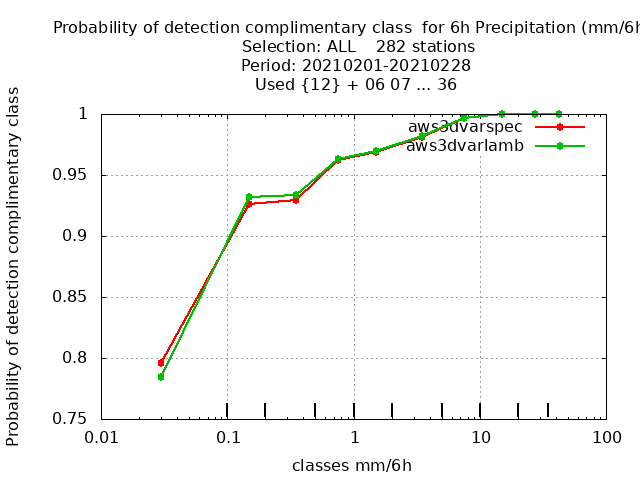 Probability of detection complimentary class  for 6h Precipitation (mm/6h
Selection: ALL    282 stations
Period: 20210201-20210228
Used {12} + 06 07 ... 36
Probability of detection complimentary class
1
0.95
0.9
0.85
0.8
0.75
aws3dvarspec
aws3dvarlamb
0.01 0.1 1 10 100
classes mm/6h